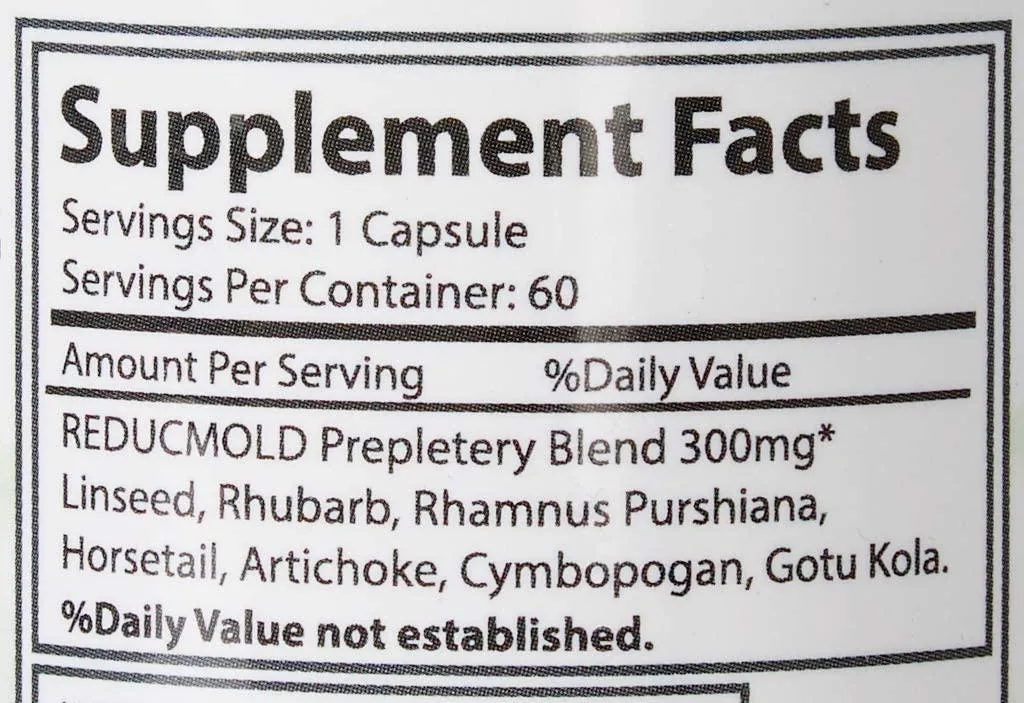 Supplement Facts
Servings Size: 1 Capsule
Servings Per Container: 60
Amount Per Serving %Daily Value
REDUCMOLD Prepletery Blend 300mg*
Linseed, Rhubarb, Rhamnus Purshiana,
Horsetail, Artichoke, Cymbopogan, Gotu Kola.
%Daily Value not established.